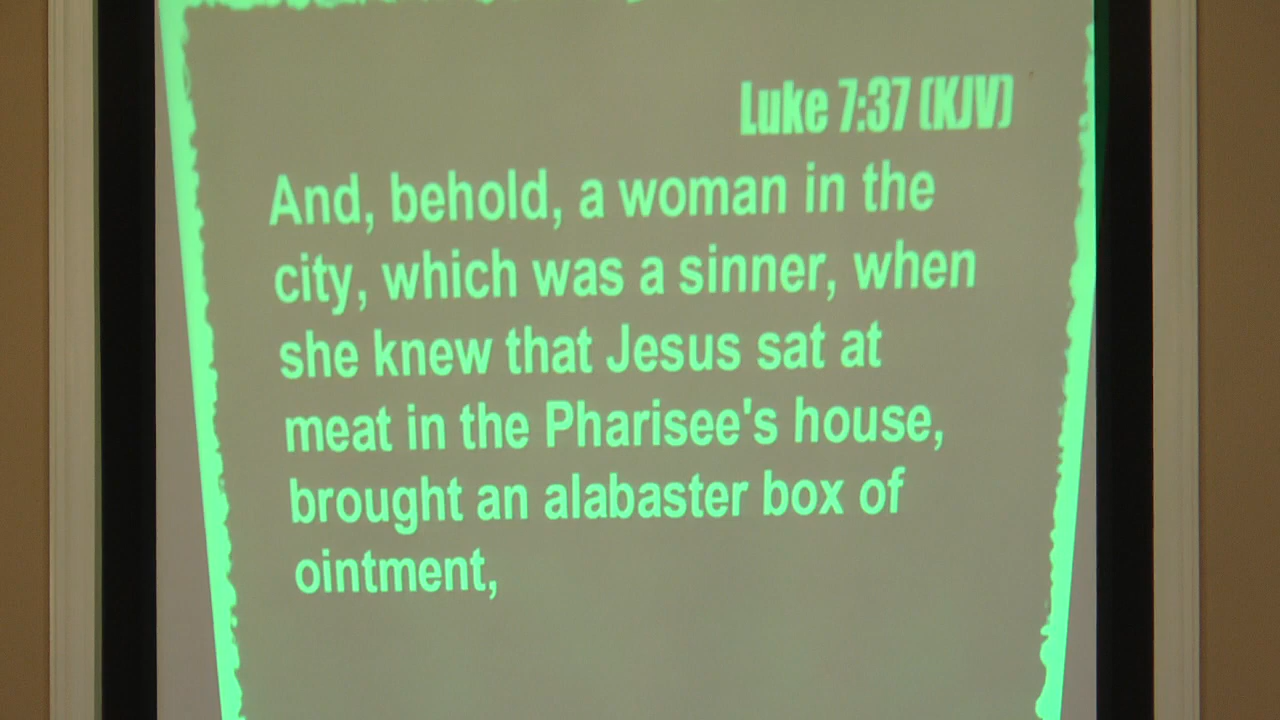 Luke 7:37 (KJV)
And, behold, a woman in the
city, which was a sinner, when
she knew that Jesus sat at
meat in the Pharisee's house,
brought an alabaster box of
ointment,